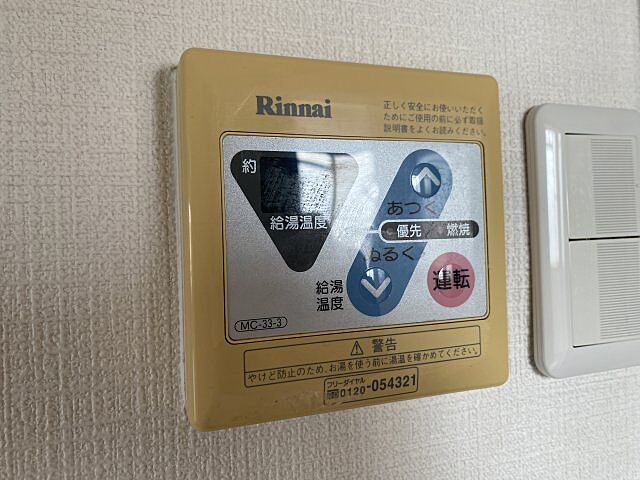 Rinnai
正しく安全にお使いいただく
ためにご使用の前に必ず取扱
説明書をよくお読みください。
約
給湯温度
あつく
優先 燃焼
ぬるく
給湯
温度
運転
MC-33-3
⚠警告
やけど防止のため、お湯を使う前に湯温を確かめてください。
フリーダイヤル
0120-054321